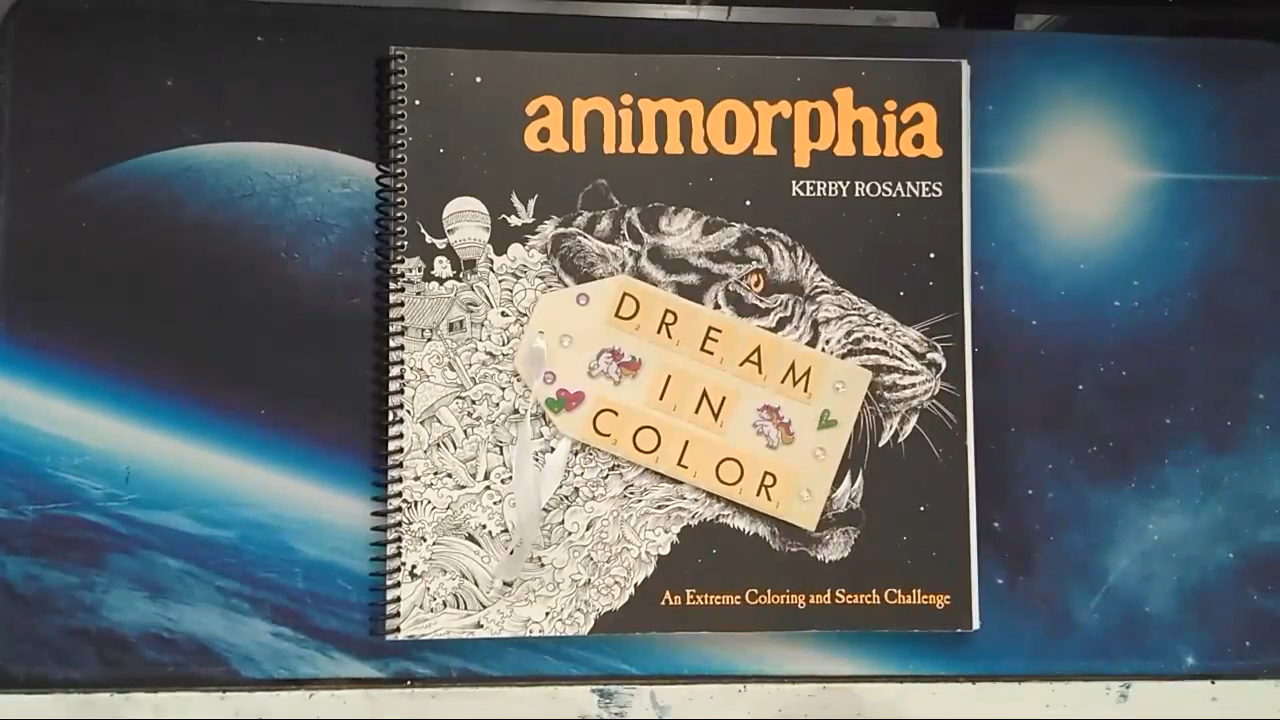 animorphia
KERBY ROSANES
DREAM
IN
COLOR
An Extreme Coloring and Search Challenge